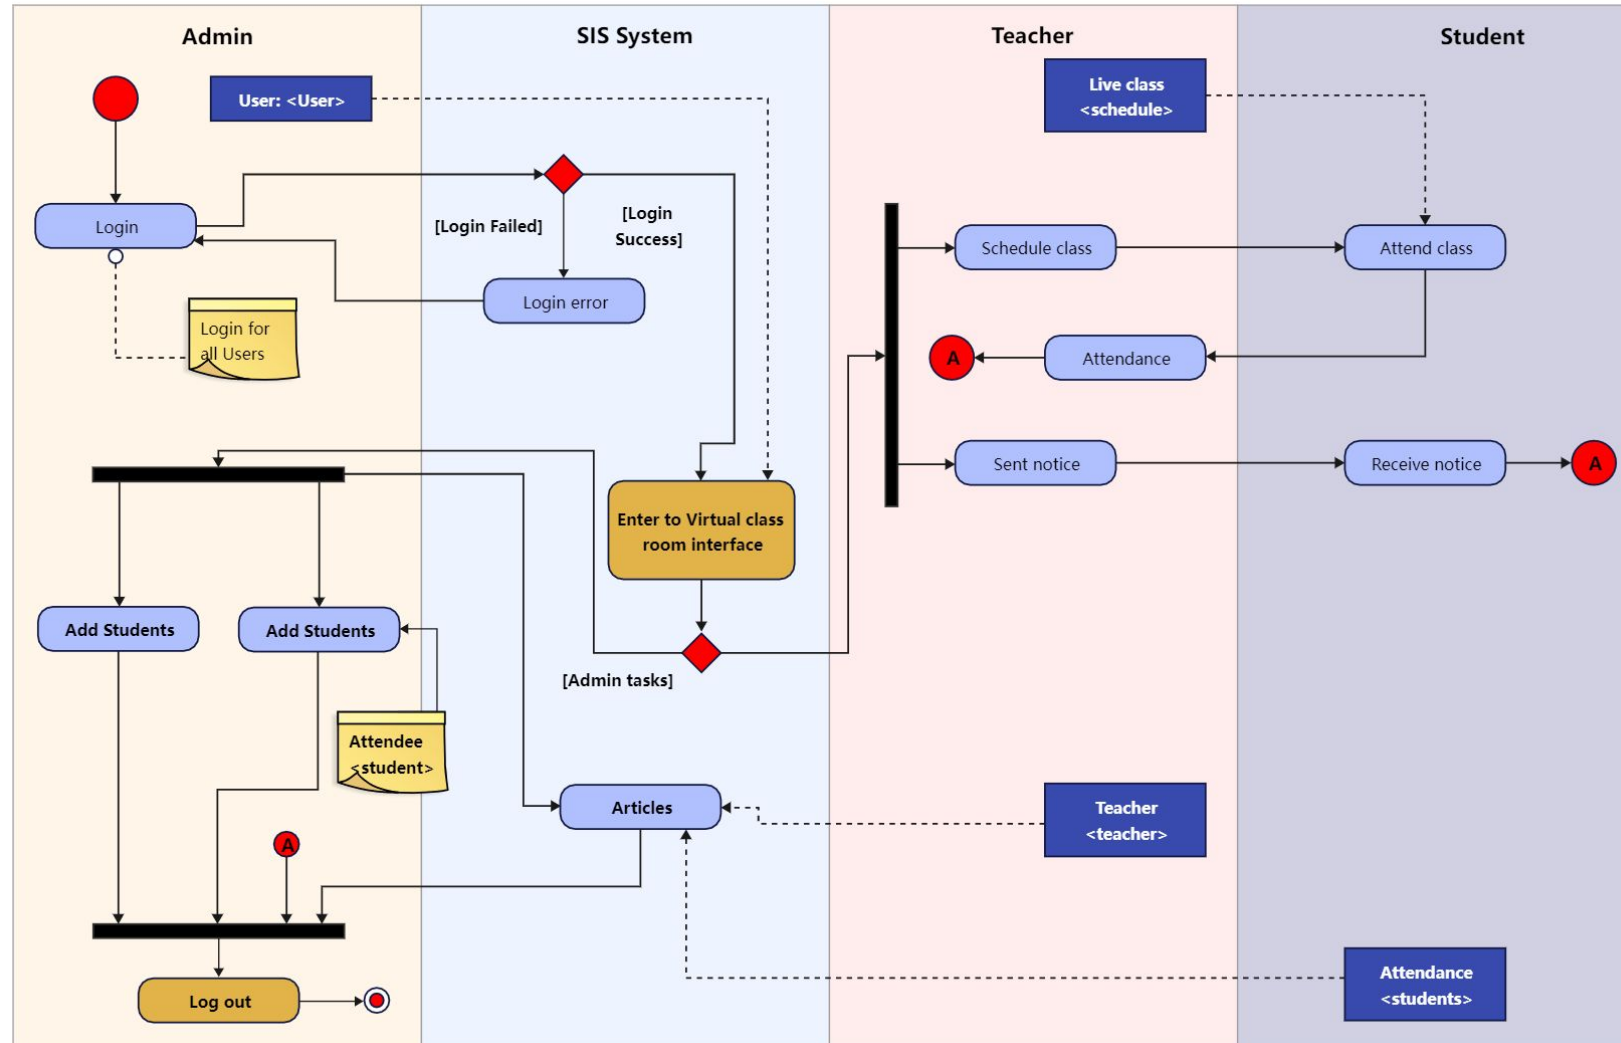 Admin
SIS System
Teacher
Student
User: <User>
Live class
<schedule>
Login
[Login Failed]
[Login
Success]
Schedule class
Attend class
Login error
Login for
all Users
A
Attendance
Sent notice
Receive notice
A
Enter to Virtual class
room interface
Add Students
Add Students
[Admin tasks]
Attendee
<student>
Articles
Teacher
<teacher>
A
Attendance
<students>
Log out